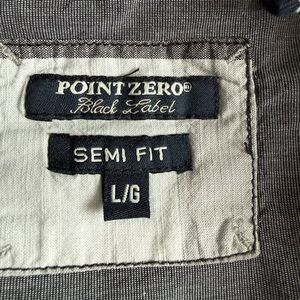 POINT ZERO®
Black Label
SEMI FIT
L/G